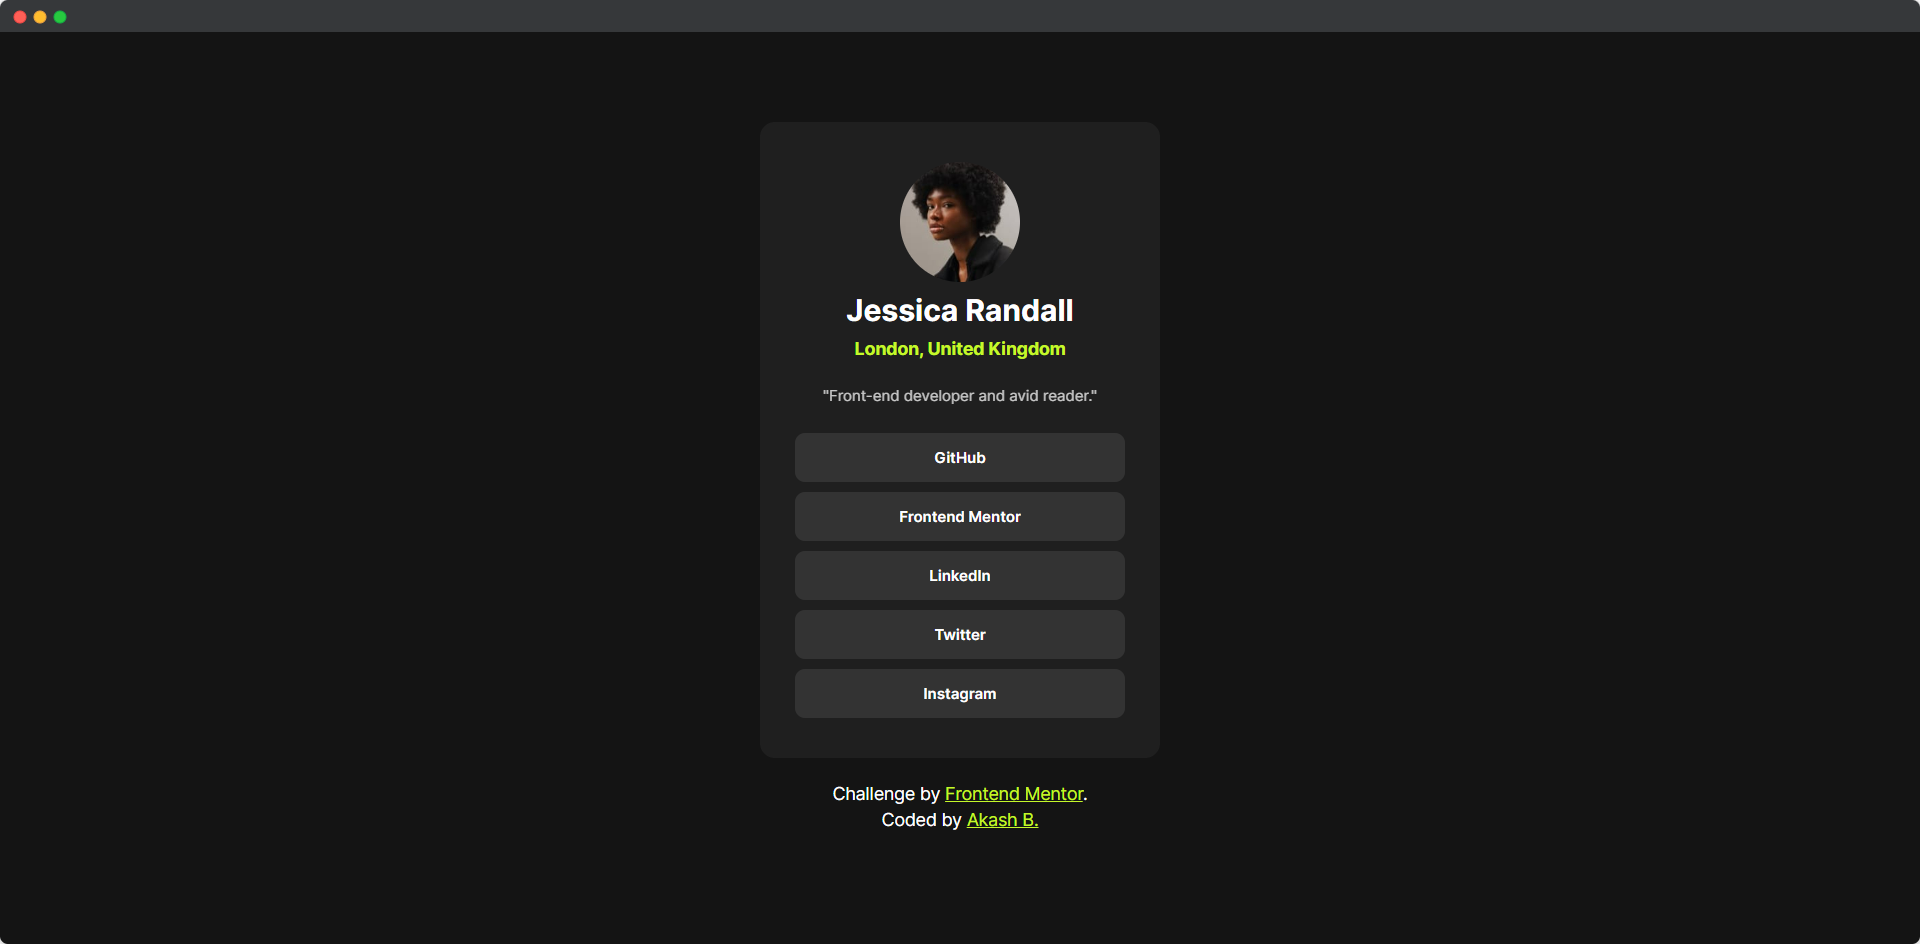 Jessica Randall
London, United Kingdom
"Front-end developer and avid reader."
GitHub
Frontend Mentor
LinkedIn
Twitter
Instagram
Challenge by Frontend Mentor.
Coded by Akash B.